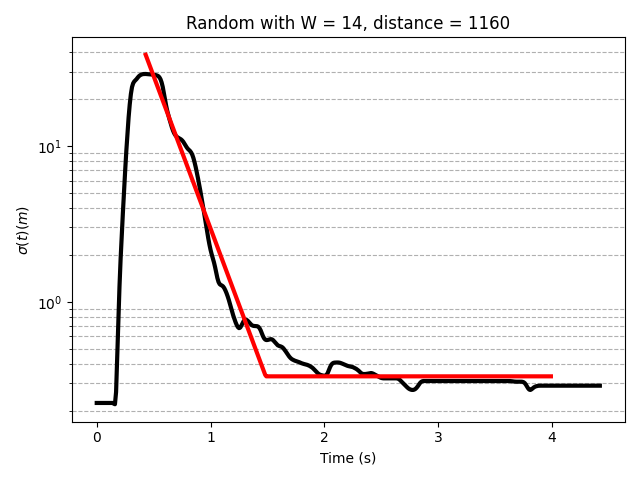 Random with W = 14, distance = 1160
σ(t)(m)
10¹
10⁰
0 1 2 3 4
Time (s)